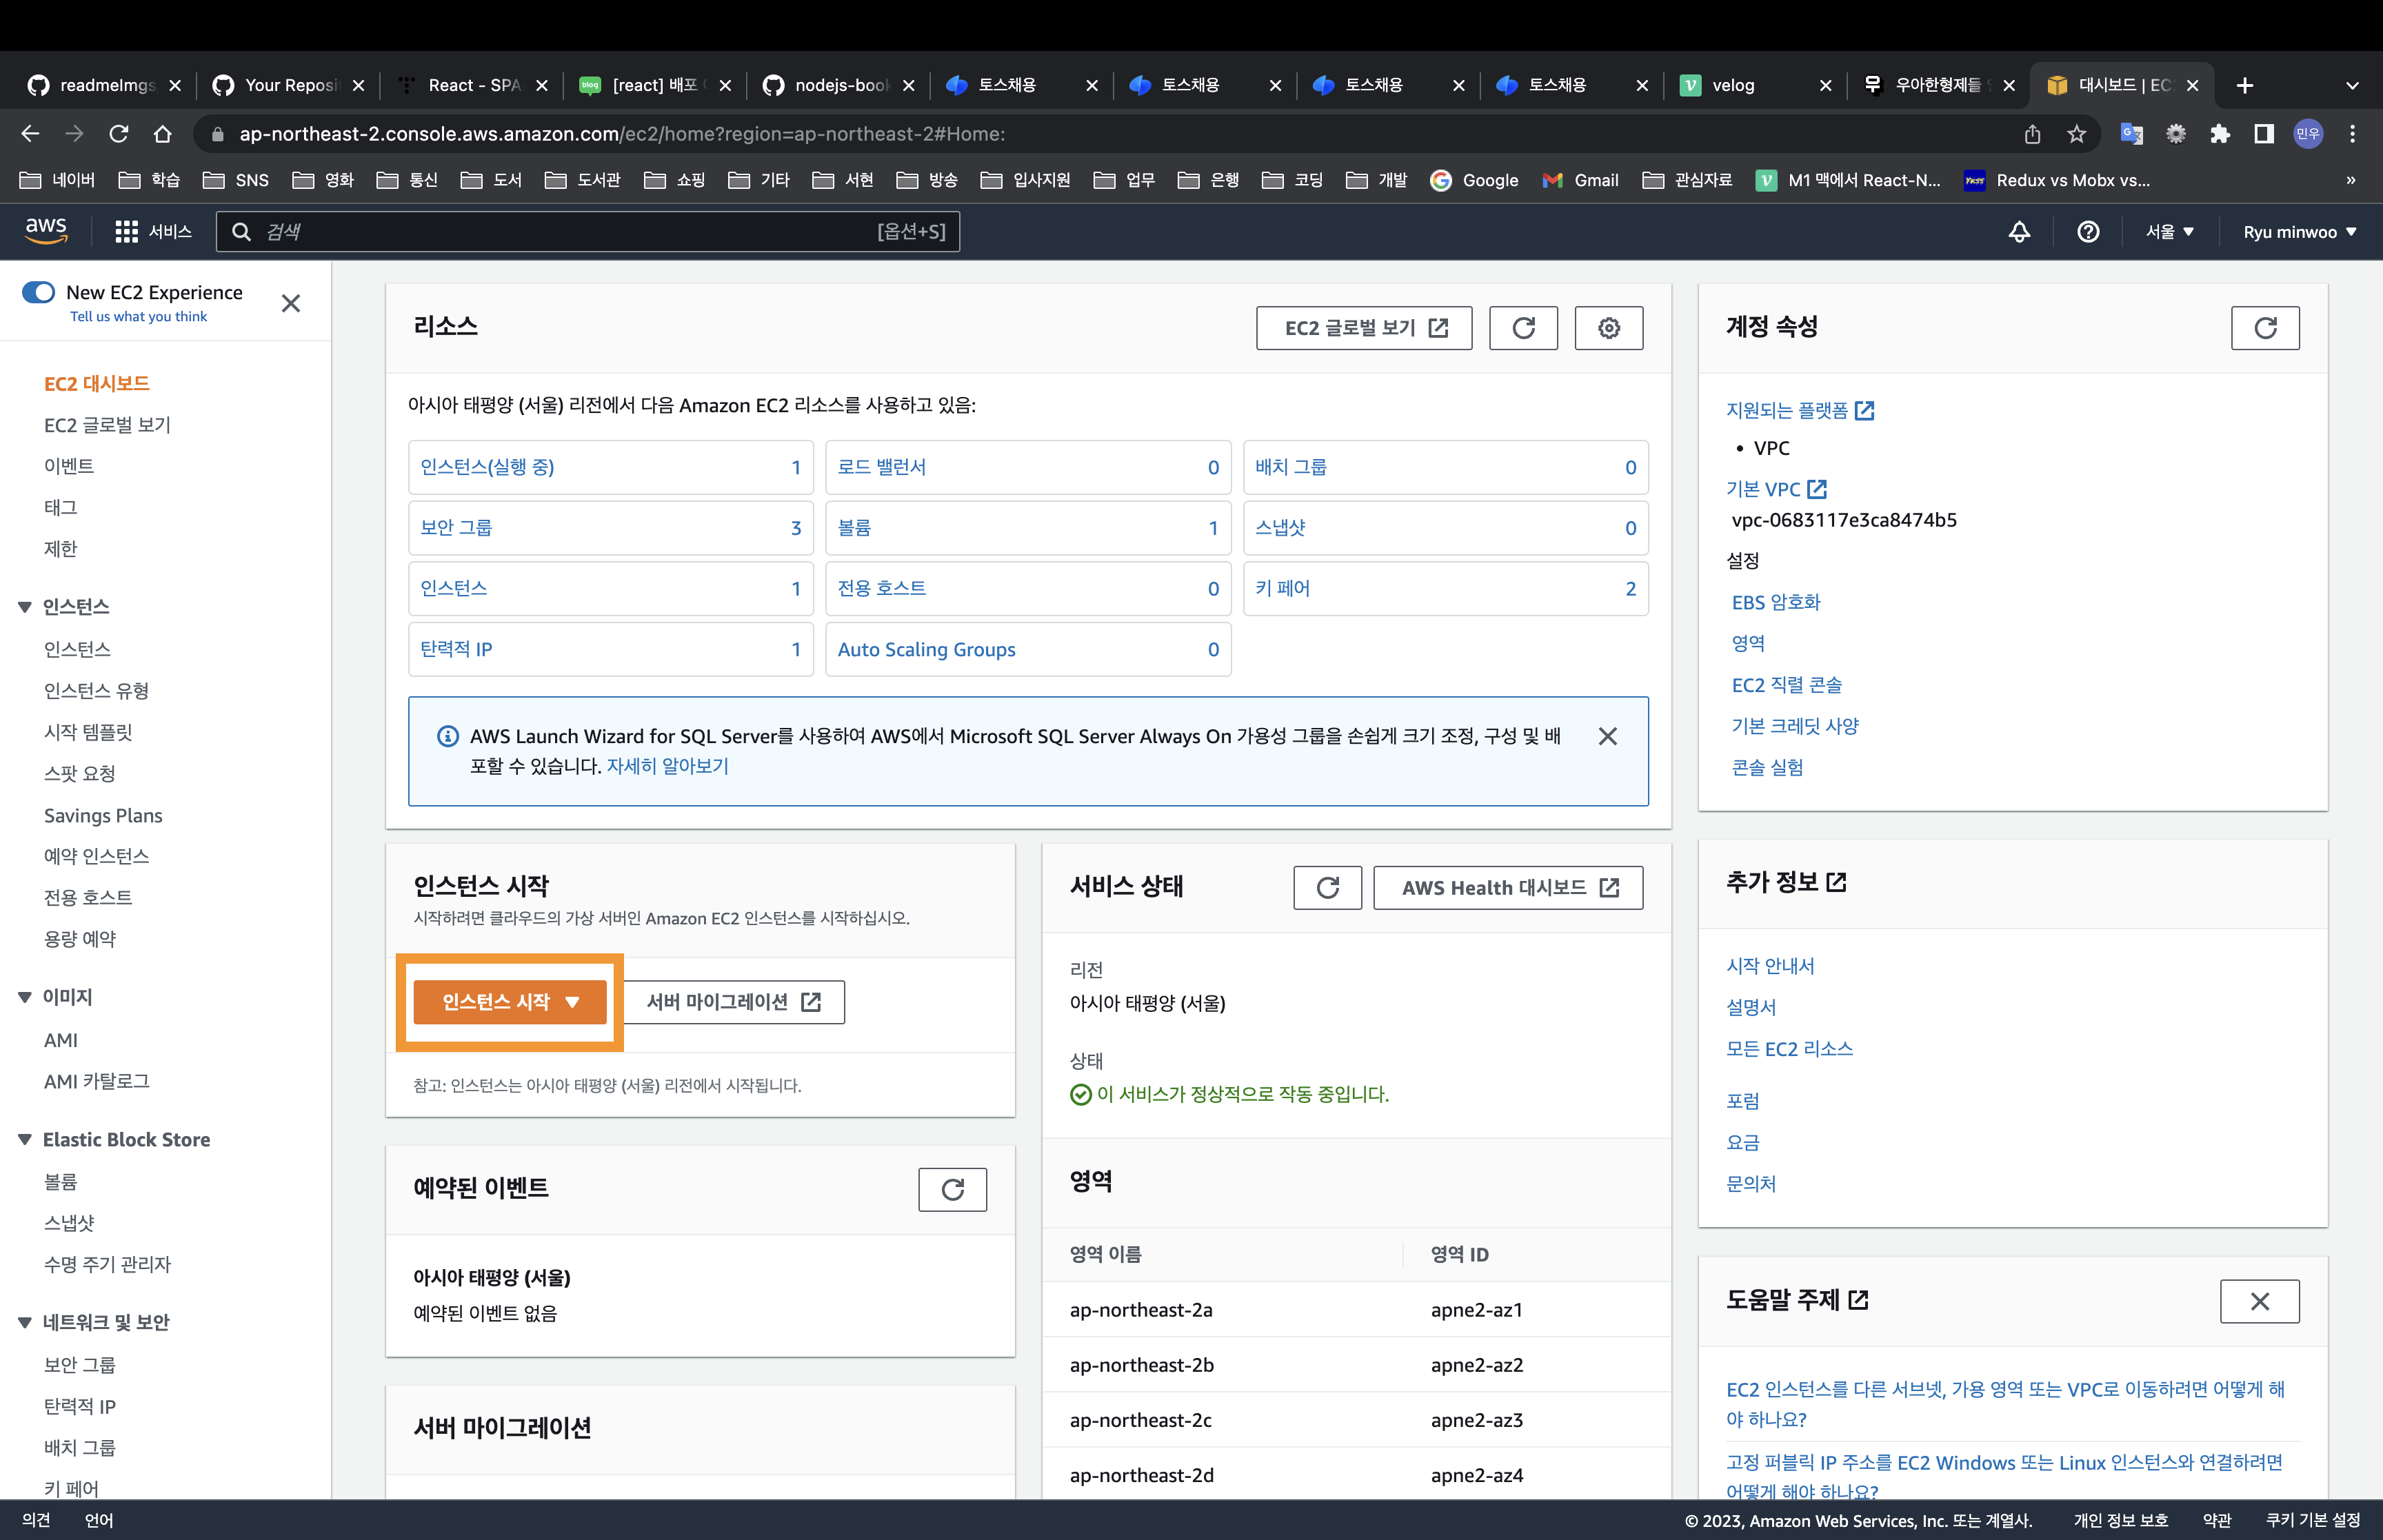 readmeImgs
Your Reposi
React - SPA
[react] 배포
nodejs-book
토스채용
토스채용
토스채용
토스채용
velog
우아한형제들
대시보드 | EC
ap-northeast-2.console.aws.amazon.com/ec2/home?region=ap-northeast-2#Home:
민우
네이버
학습
SNS
영화
통신
도서
도서관
쇼핑
기타
서현
방송
입사지원
업무
은행
코딩
개발
Google
Gmail
관심자료
M1 맥에서 React-N...
Redux vs Mobx vs...
»
aws
서비스
검색
[옵션+S]
서울
Ryu minwoo
New EC2 Experience
Tell us what you think
EC2 대시보드
EC2 글로벌 보기
이벤트
태그
제한
인스턴스
인스턴스
인스턴스 유형
시작 템플릿
스팟 요청
Savings Plans
예약 인스턴스
전용 호스트
용량 예약
이미지
AMI
AMI 카탈로그
Elastic Block Store
볼륨
스냅샷
수명 주기 관리자
네트워크 및 보안
보안 그룹
탄력적 IP
배치 그룹
키 페어
리소스
EC2 글로벌 보기
아시아 태평양 (서울) 리전에서 다음 Amazon EC2 리소스를 사용하고 있음:
인스턴스(실행 중) 1
로드 밸런서 0
배치 그룹 0
보안 그룹 3
볼륨 1
스냅샷 0
인스턴스 1
전용 호스트 0
키 페어 2
탄력적 IP 1
Auto Scaling Groups 0
AWS Launch Wizard for SQL Server를 사용하여 AWS에서 Microsoft SQL Server Always On 가용성 그룹을 손쉽게 크기 조정, 구성 및 배
포할 수 있습니다. 자세히 알아보기
인스턴스 시작
시작하려면 클라우드의 가상 서버인 Amazon EC2 인스턴스를 시작하십시오.
인스턴스 시작
서버 마이그레이션
참고: 인스턴스는 아시아 태평양 (서울) 리전에서 시작됩니다.
예약된 이벤트
아시아 태평양 (서울)
예약된 이벤트 없음
서버 마이그레이션
서비스 상태
AWS Health 대시보드
리전
아시아 태평양 (서울)
상태
이 서비스가 정상적으로 작동 중입니다.
영역
영역 이름 영역 ID
ap-northeast-2a apne2-az1
ap-northeast-2b apne2-az2
ap-northeast-2c apne2-az3
ap-northeast-2d apne2-az4
계정 속성
지원되는 플랫폼
• VPC
기본 VPC
vpc-0683117e3ca8474b5
설정
EBS 암호화
영역
EC2 직렬 콘솔
기본 크레딧 사양
콘솔 실험
추가 정보
시작 안내서
설명서
모든 EC2 리소스
포럼
요금
문의처
도움말 주제
EC2 인스턴스를 다른 서브넷, 가용 영역 또는 VPC로 이동하려면 어떻게 해
야 하나요?
고정 퍼블릭 IP 주소를 EC2 Windows 또는 Linux 인스턴스와 연결하려면
어떻게 해야 하나요?
의견
언어
© 2023, Amazon Web Services, Inc. 또는 계열사.
개인 정보 보호
약관
쿠키 기본 설정